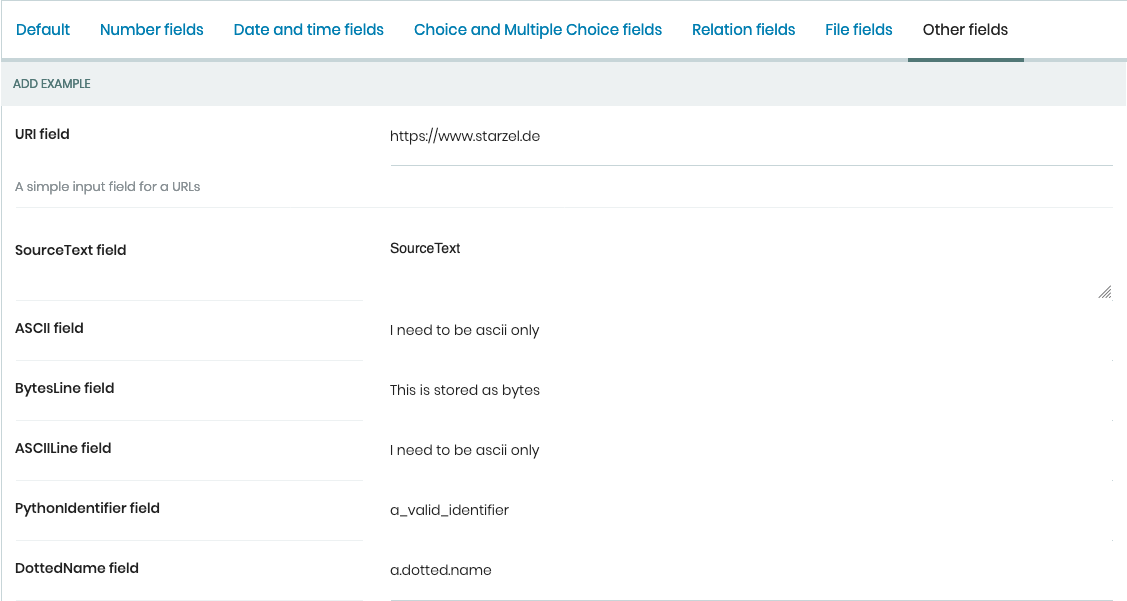 Default Number fields Date and time fields Choice and Multiple Choice fields Relation fields File fields Other fields
ADD EXAMPLE
URI field https://www.starzel.de
A simple input field for a URLs
SourceText field SourceText
ASCII field I need to be ascii only
BytesLine field This is stored as bytes
ASCIILine field I need to be ascii only
PythonIdentifier field a_valid_identifier
DottedName field a.dotted.name